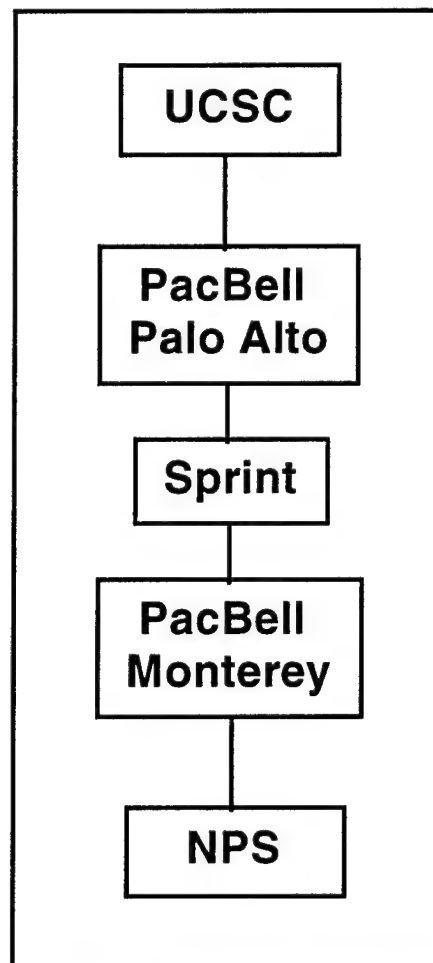 UCSC
PacBell
Palo Alto
Sprint
PacBell
Monterey
NPS